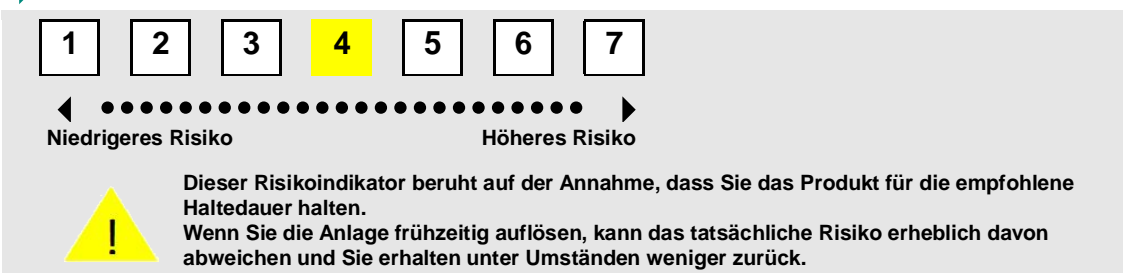 1 2 3 4 5 6 7
Niedrigeres Risiko Höheres Risiko
Dieser Risikoindikator beruht auf der Annahme, dass Sie das Produkt für die empfohlene
Haltedauer halten.
Wenn Sie die Anlage frühzeitig auflösen, kann das tatsächliche Risiko erheblich davon
abweichen und Sie erhalten unter Umständen weniger zurück.
!